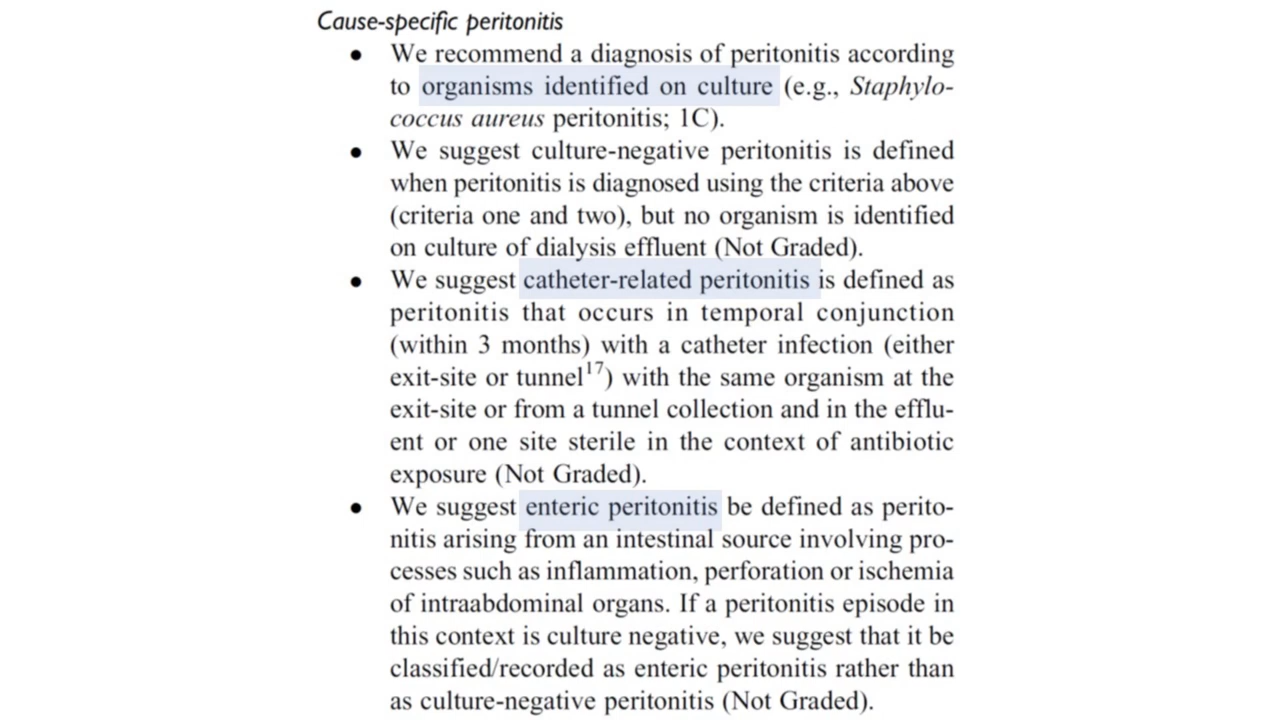 Cause-specific peritonitis
● We recommend a diagnosis of peritonitis according
to organisms identified on culture (e.g., Staphylo-
coccus aureus peritonitis; 1C).
● We suggest culture-negative peritonitis is defined
when peritonitis is diagnosed using the criteria above
(criteria one and two), but no organism is identified
on culture of dialysis effluent (Not Graded).
● We suggest catheter-related peritonitis is defined as
peritonitis that occurs in temporal conjunction
(within 3 months) with a catheter infection (either
exit-site or tunnel¹⁷) with the same organism at the
exit-site or from a tunnel collection and in the efflu-
ent or one site sterile in the context of antibiotic
exposure (Not Graded).
● We suggest enteric peritonitis be defined as perito-
nitis arising from an intestinal source involving pro-
cesses such as inflammation, perforation or ischemia
of intraabdominal organs. If a peritonitis episode in
this context is culture negative, we suggest that it be
classified/recorded as enteric peritonitis rather than
as culture-negative peritonitis (Not Graded).